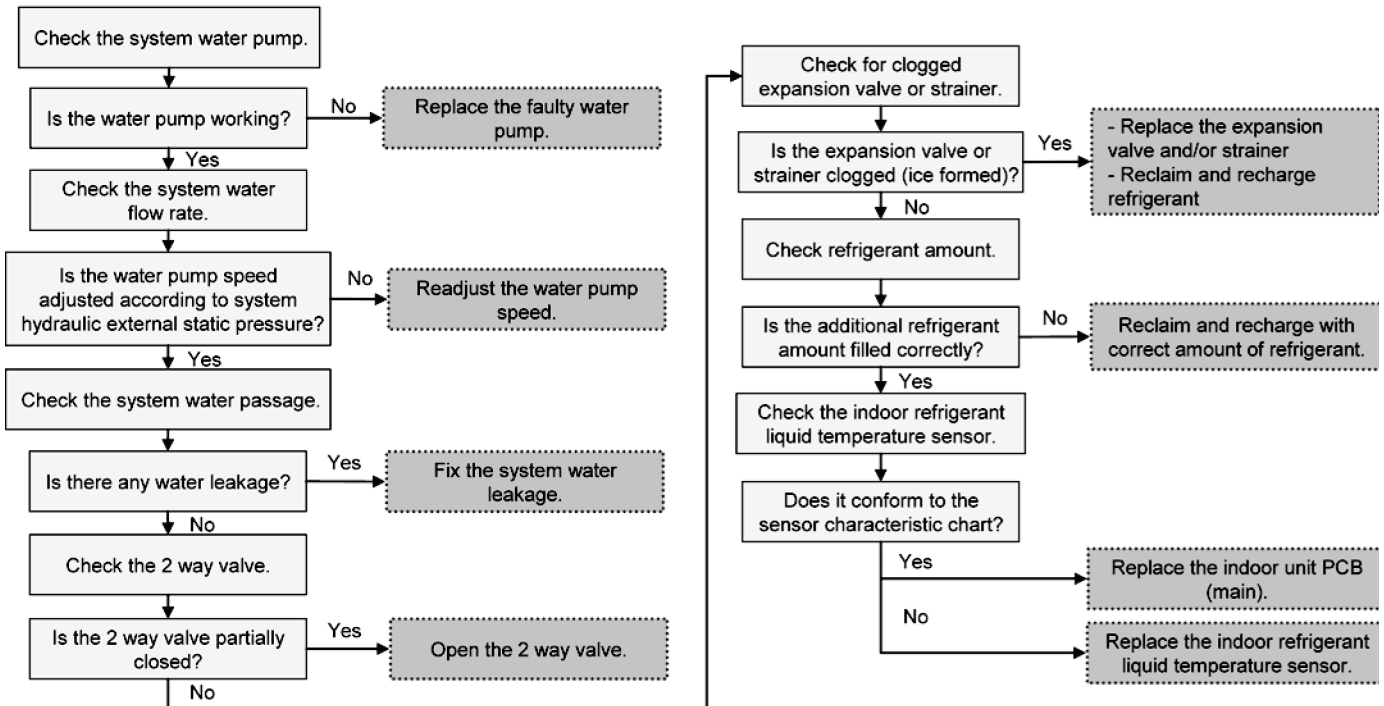 Check the system water pump.
Is the water pump working?
No
Replace the faulty water
pump.
Yes
Check the system water
flow rate.
Is the water pump speed
adjusted according to system
hydraulic external static pressure?
No
Readjust the water pump
speed.
Yes
Check the system water passage.
Is there any water leakage?
Yes
Fix the system water
leakage.
No
Check the 2 way valve.
Is the 2 way valve partially
closed?
Yes
Open the 2 way valve.
No
Check for clogged
expansion valve or strainer.
Is the expansion valve or
strainer clogged (ice formed)?
Yes
- Replace the expansion
valve and/or strainer
- Reclaim and recharge
refrigerant
No
Check refrigerant amount.
Is the additional refrigerant
amount filled correctly?
No
Reclaim and recharge with
correct amount of refrigerant.
Yes
Check the indoor refrigerant
liquid temperature sensor.
Does it conform to the
sensor characteristic chart?
Yes
Replace the indoor unit PCB
(main).
No
Replace the indoor refrigerant
liquid temperature sensor.